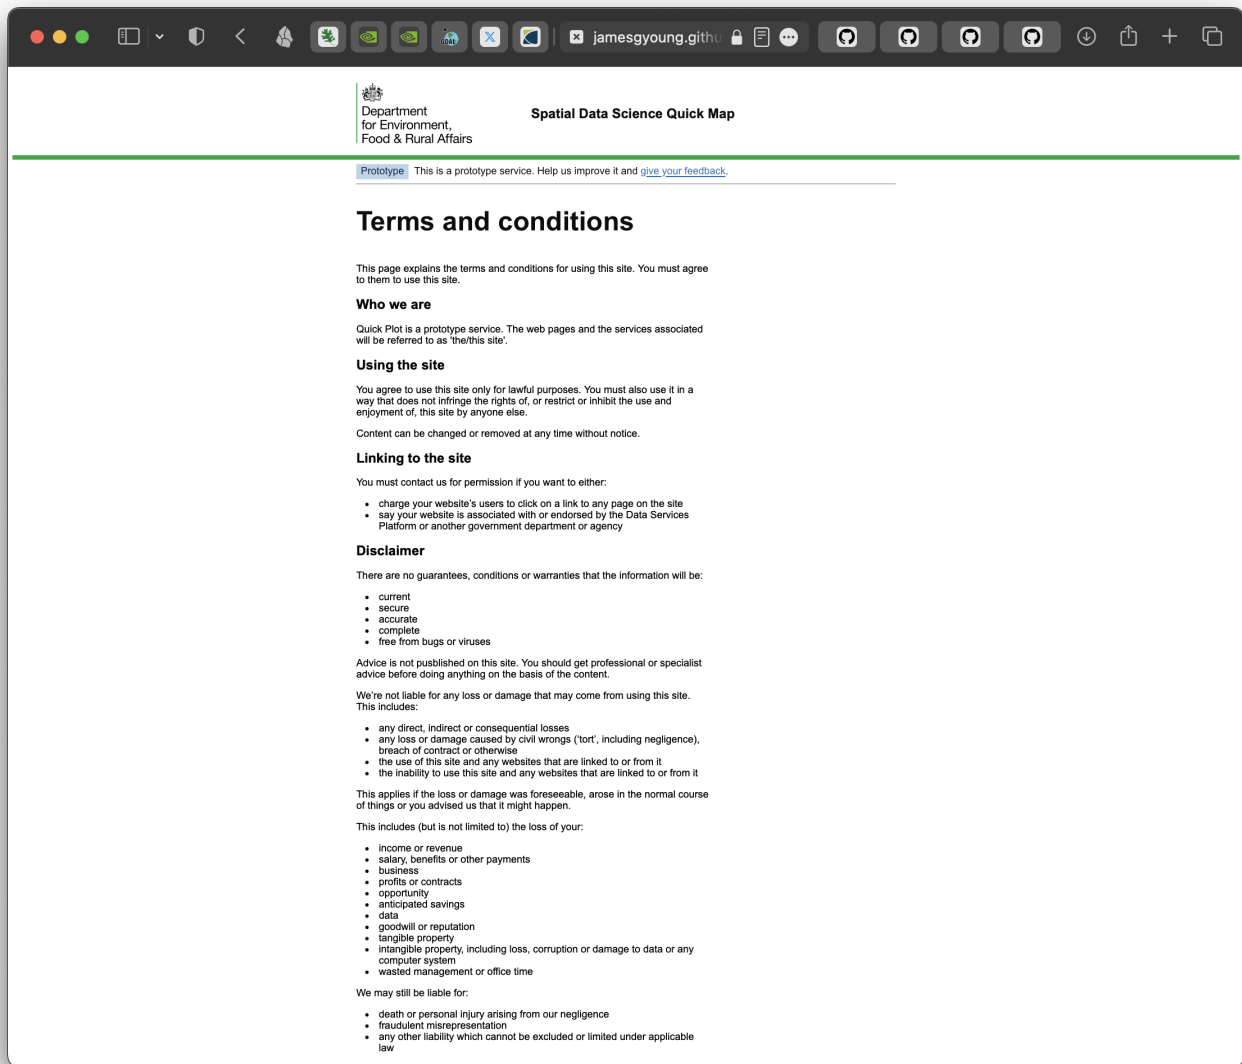 jamesgyoung.githu
GOAL
Department
for Environment,
Food & Rural Affairs
Spatial Data Science Quick Map
Prototype This is a prototype service. Help us improve it and give your feedback.
Terms and conditions
This page explains the terms and conditions for using this site. You must agree
to them to use this site.
Who we are
Quick Plot is a prototype service. The web pages and the services associated
will be referred to as 'the/this site'.
Using the site
You agree to use this site only for lawful purposes. You must also use it in a
way that does not infringe the rights of, or restrict or inhibit the use and
enjoyment of, this site by anyone else.
Content can be changed or removed at any time without notice.
Linking to the site
You must contact us for permission if you want to either:
• charge your website's users to click on a link to any page on the site
• say your website is associated with or endorsed by the Data Services
Platform or another government department or agency
Disclaimer
There are no guarantees, conditions or warranties that the information will be:
• current
• secure
• accurate
• complete
• free from bugs or viruses
Advice is not pusblished on this site. You should get professional or specialist
advice before doing anything on the basis of the content.
We're not liable for any loss or damage that may come from using this site.
This includes:
• any direct, indirect or consequential losses
• any loss or damage caused by civil wrongs ('tort', including negligence),
breach of contract or otherwise
• the use of this site and any websites that are linked to or from it
• the inability to use this site and any websites that are linked to or from it
This applies if the loss or damage was foreseeable, arose in the normal course
of things or you advised us that it might happen.
This includes (but is not limited to) the loss of your:
• income or revenue
• salary, benefits or other payments
• business
• profits or contracts
• opportunity
• anticipated savings
• data
• goodwill or reputation
• tangible property
• intangible property, including loss, corruption or damage to data or any
computer system
• wasted management or office time
We may still be liable for:
• death or personal injury arising from our negligence
• fraudulent misrepresentation
• any other liability which cannot be excluded or limited under applicable
law